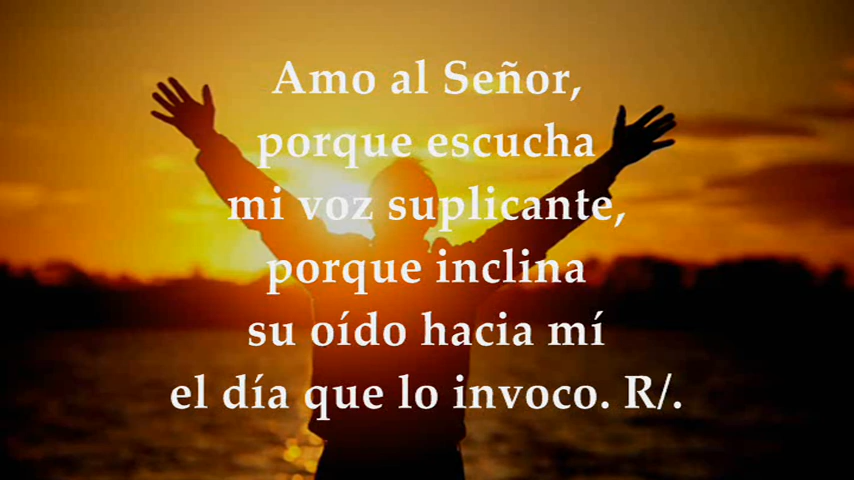 Amo al Señor,
porque escucha
mi voz suplicante,
porque inclina
su oído hacia mí
el día que lo invoco. R/.